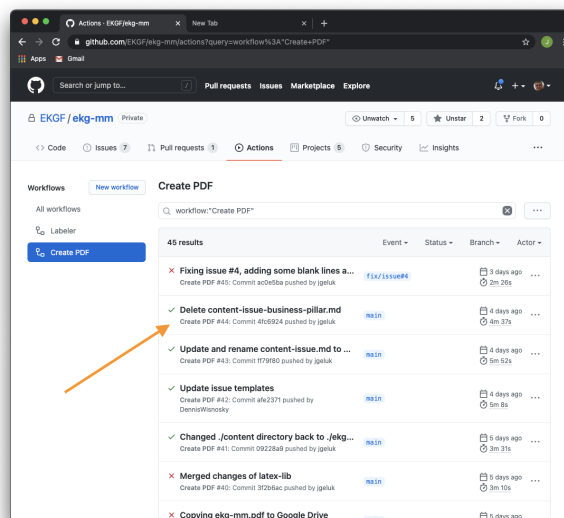 Actions · EKGF/ekg-mm
New Tab
github.com/EKGF/ekg-mm/actions?query=workflow%3A"Create+PDF"
Apps Gmail
Search or jump to... / Pull requests Issues Marketplace Explore
EKGF / ekg-mm Private
Unwatch 5 Unstar 2 Fork 0
Code Issues 7 Pull requests 1 Actions Projects 5 Security Insights ...
Workflows New workflow
All workflows
Labeler
Create PDF
Create PDF
workflow:"Create PDF"
45 results Event Status Branch Actor
Fixing issue #4, adding some blank lines a...
Create PDF #45: Commit ac0e5ba pushed by jgeluk
fix/issue#4
3 days ago
2m 26s
Delete content-issue-business-pillar.md
Create PDF #44: Commit 4fc6924 pushed by jgeluk
main
4 days ago
4m 37s
Update and rename content-issue.md to ...
Create PDF #43: Commit ff79f80 pushed by jgeluk
main
4 days ago
5m 52s
Update issue templates
Create PDF #42: Commit afe2371 pushed by
DennisWisnosky
main
4 days ago
5m 8s
Changed ./content directory back to ./ekg...
Create PDF #41: Commit 09228a9 pushed by jgeluk
main
5 days ago
3m 31s
Merged changes of latex-lib
Create PDF #40: Commit 3f2b6ac pushed by jgeluk
main
5 days ago
3m 10s
Copying ekg-mm.pdf to Google Drive
5 days ago